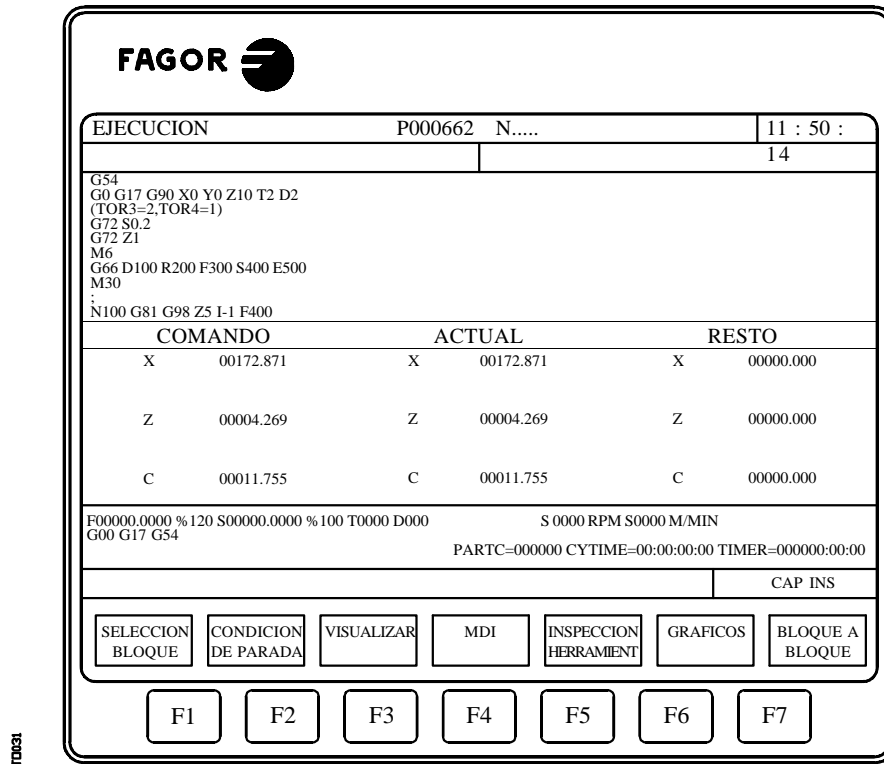 FAGOR
EJECUCION P000662 N..... 11 : 50 :
14
G54
G0 G17 G90 X0 Y0 Z10 T2 D2
(TOR3=2,TOR4=1)
G72 S0.2
G72 Z1
M6
G66 D100 R200 F300 S400 E500
M30
;
N100 G81 G98 Z5 I-1 F400
COMANDO ACTUAL RESTO
X 00172.871 X 00172.871 X 00000.000
Z 00004.269 Z 00004.269 Z 00000.000
C 00011.755 C 00011.755 C 00000.000
F00000.0000 %120 S00000.0000 %100 T0000 D000 S 0000 RPM S0000 M/MIN
G00 G17 G54
PARTC=000000 CYTIME=00:00:00:00 TIMER=000000:00:00
CAP INS
SELECCION CONDICION VISUALIZAR MDI INSPECCION GRAFICOS BLOQUE A
BLOQUE DE PARADA HERRAMIENT BLOQUE
F1 F2 F3 F4 F5 F6 F7